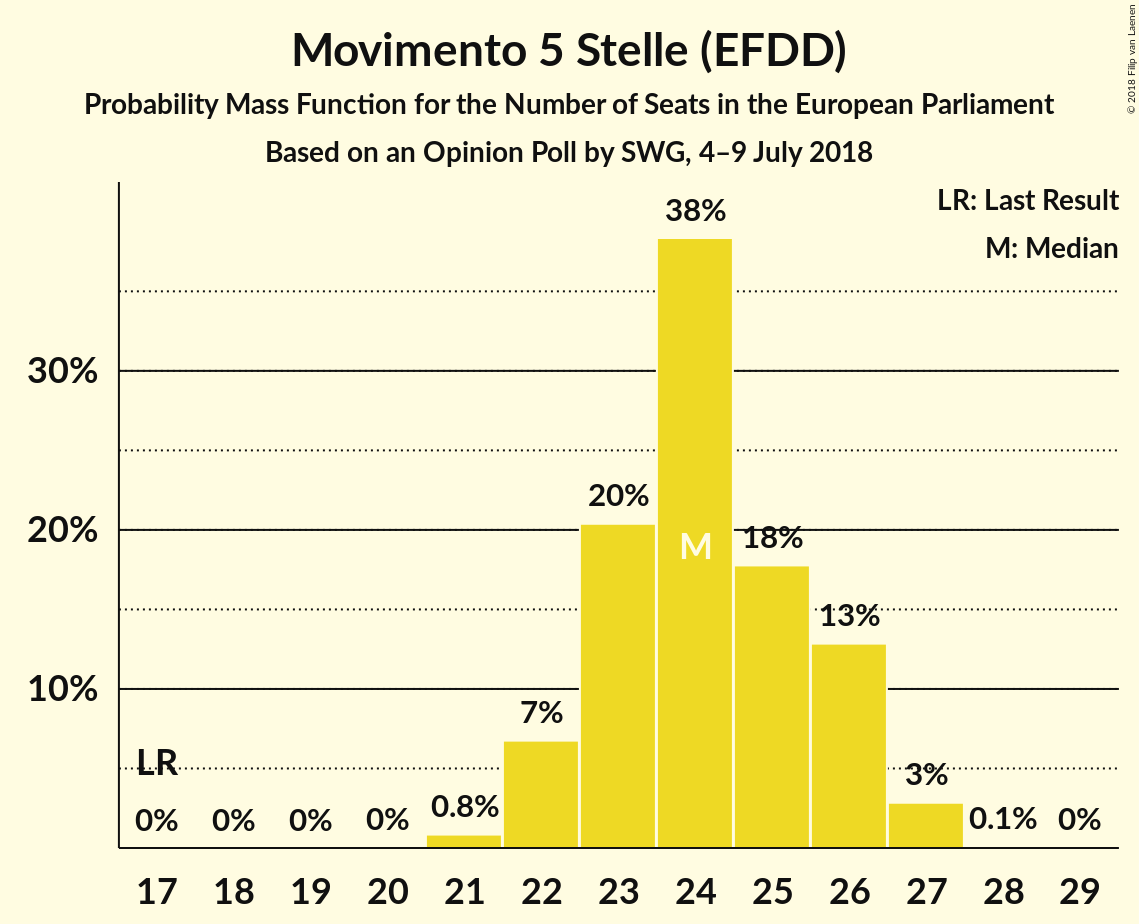 Movimento 5 Stelle (EFDD)
Probability Mass Function for the Number of Seats in the European Parliament
Based on an Opinion Poll by SWG, 4–9 July 2018
© 2018 Filip van Laenen
LR: Last Result
M: Median
38%
30%
20%
M
20%
18%
13%
10%
7%
LR
3%
0% 0% 0% 0% 0.8% 0.1% 0%
17 18 19 20 21 22 23 24 25 26 27 28 29